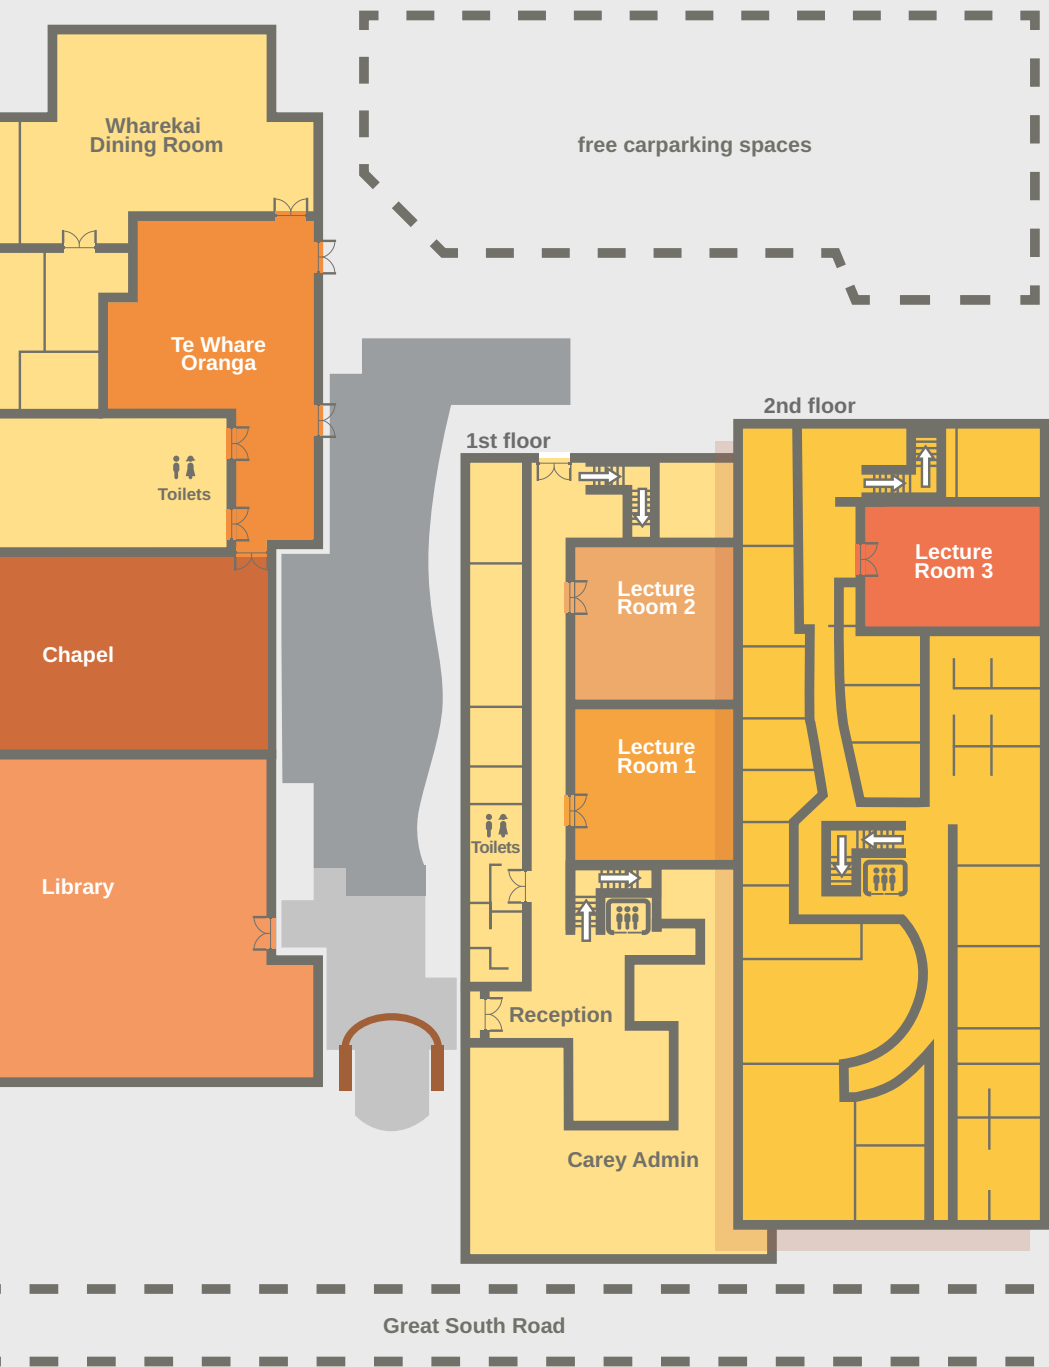 Wharekai
Dining Room
free carparking spaces
Te Whare
Oranga
2nd floor
1st floor
Toilets
Lecture
Room 3
Lecture
Room 2
Chapel
Lecture
Room 1
Toilets
Library
Reception
Carey Admin
Great South Road